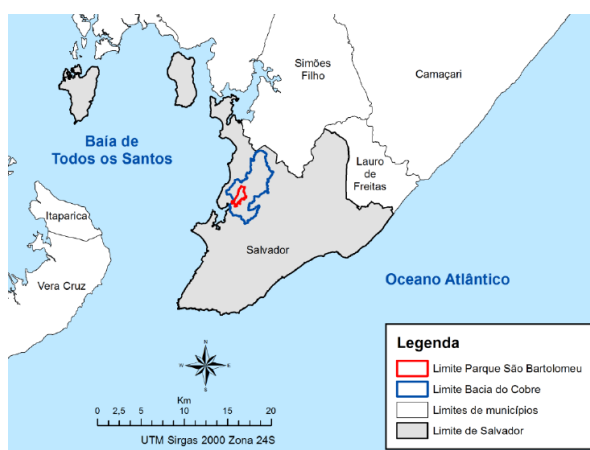 Simões
Filho
Camaçari
Baía de
Todos os Santos
Lauro
de
Freitas
Itaparica
Salvador
Vera Cruz
Oceano Atlântico
Legenda
Limite Parque São Bartolomeu
Limite Bacia do Cobre
Limites de municípios
Limite de Salvador
N
W
E
S
Km
0 2,5 5 10 15 20
UTM Sirgas 2000 Zona 24S